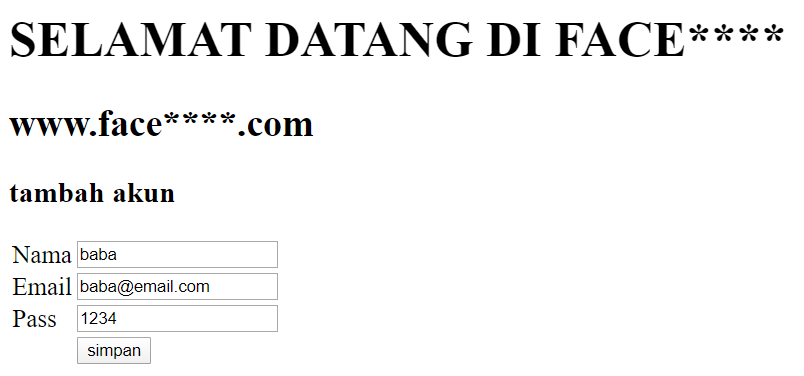 SELAMAT DATANG DI FACE****
www.face****.com
tambah akun
Nama baba
Email baba@email.com
Pass 1234
simpan